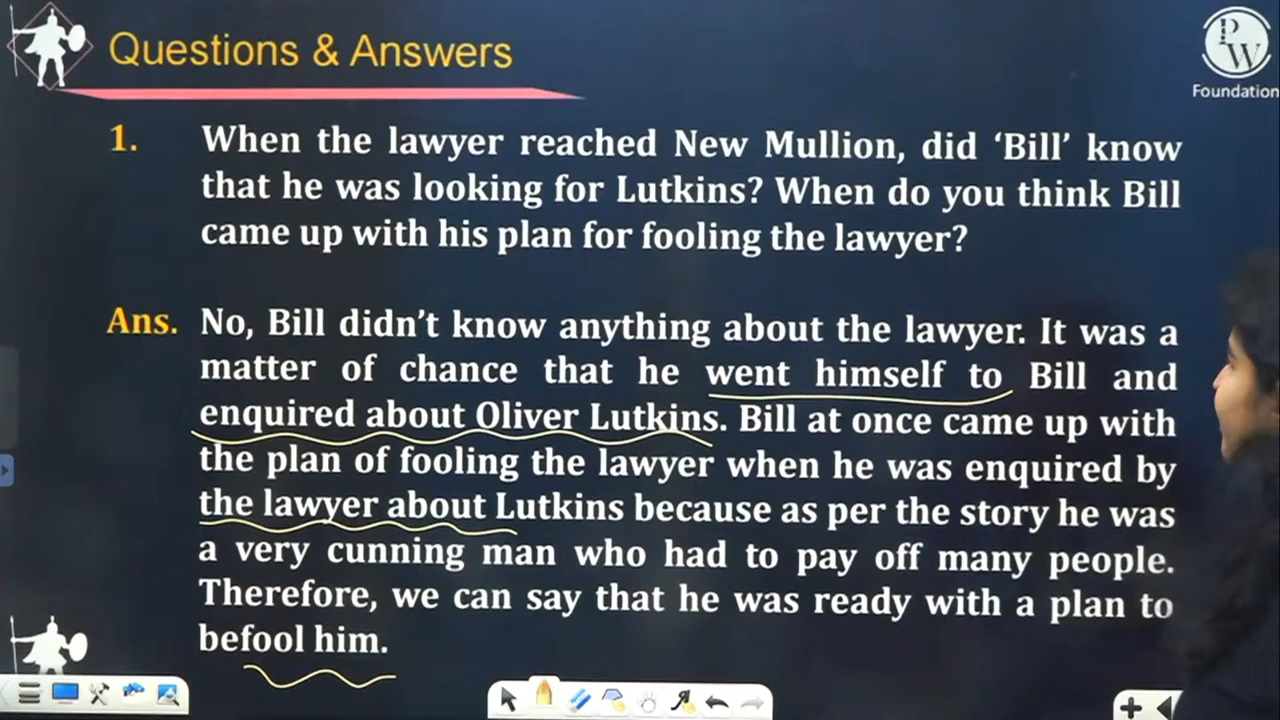 Questions & Answers
PW
Foundation
1. When the lawyer reached New Mullion, did ‘Bill’ know
that he was looking for Lutkins? When do you think Bill
came up with his plan for fooling the lawyer?
Ans. No, Bill didn’t know anything about the lawyer. It was a
matter of chance that he went himself to Bill and
enquired about Oliver Lutkins. Bill at once came up with
the plan of fooling the lawyer when he was enquired by
the lawyer about Lutkins because as per the story he was
a very cunning man who had to pay off many people.
Therefore, we can say that he was ready with a plan to
befool him.